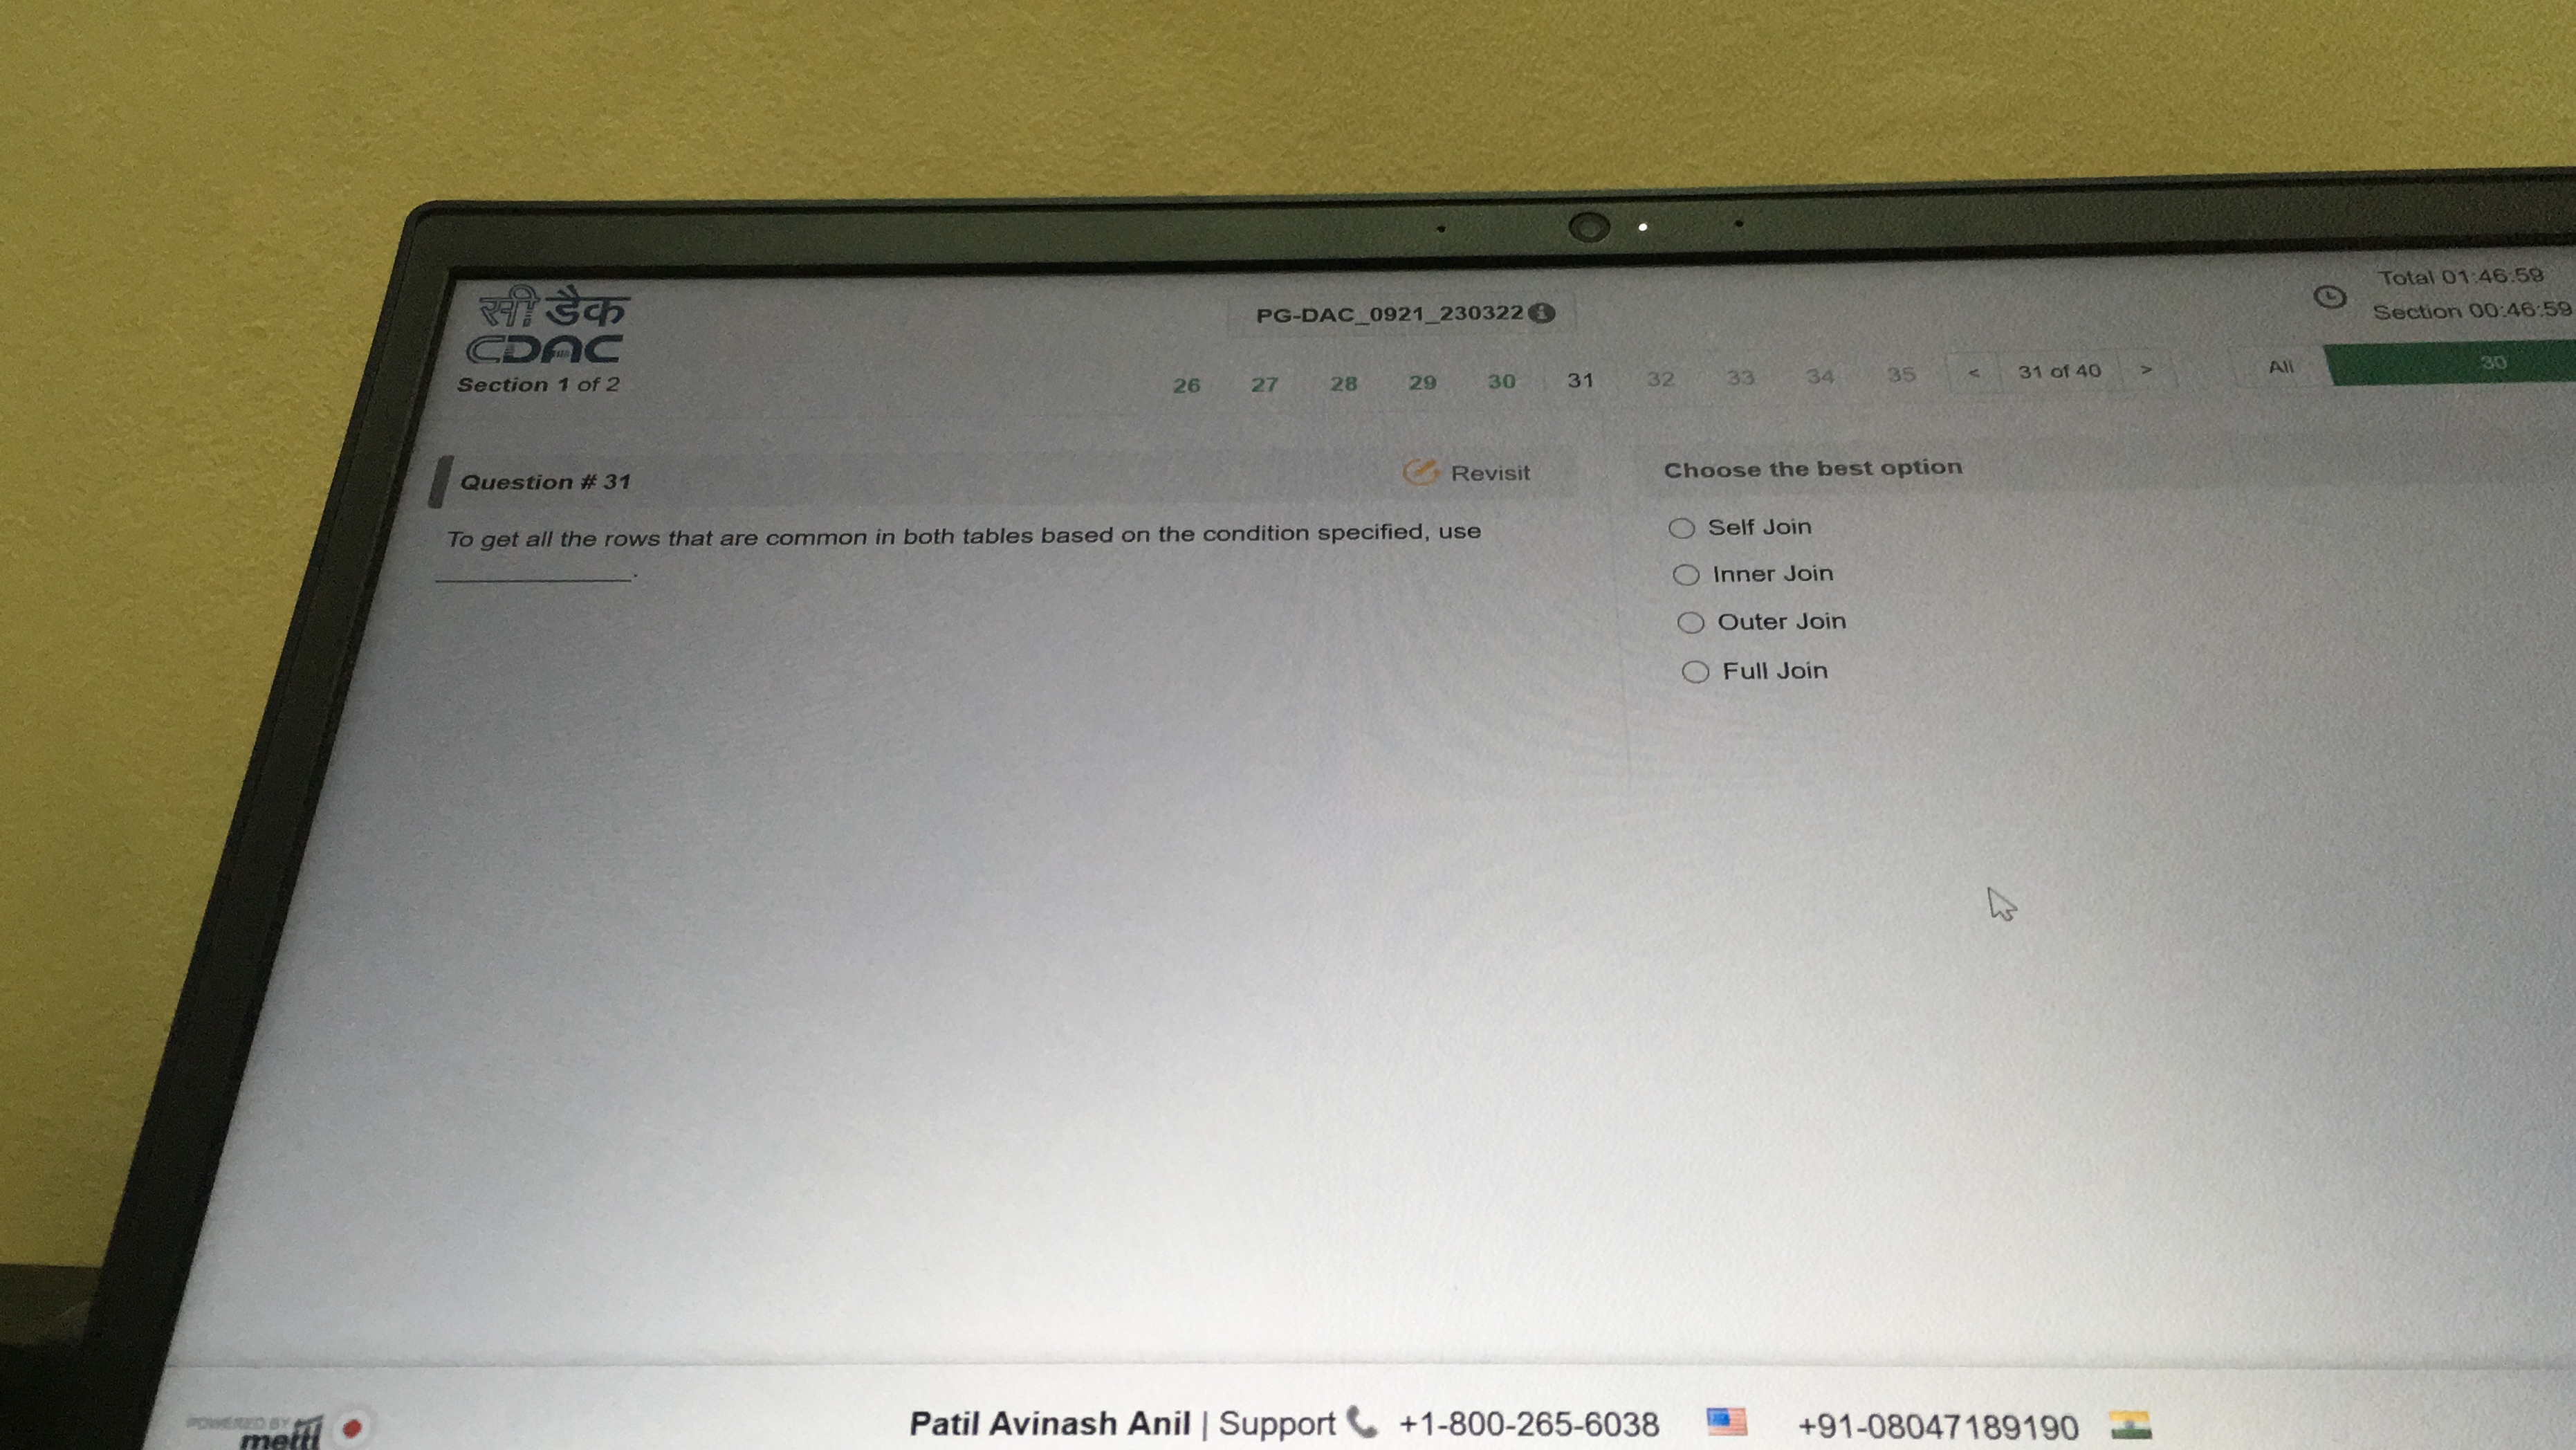 सी डैक
CDAC
Section 1 of 2
PG-DAC_0921_230322
Total 01:46:59
Section 00:46:59
26 27 28 29 30 31 32 33 34 35 < 31 of 40 > All 30
Question # 31
Revisit
To get all the rows that are common in both tables based on the condition specified, use
____________.
Choose the best option
Self Join
Inner Join
Outer Join
Full Join
POWERED BY
mettl
Patil Avinash Anil | Support +1-800-265-6038 +91-08047189190